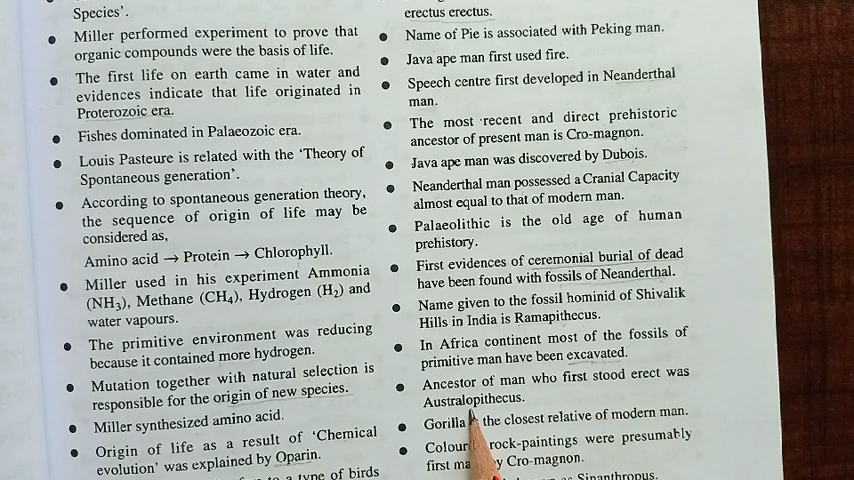 Species'.
Miller performed experiment to prove that
organic compounds were the basis of life.
The first life on earth came in water and
evidences indicate that life originated in
Proterozoic era.
Fishes dominated in Palaeozoic era.
Louis Pasteure is related with the 'Theory of
Spontaneous generation'.
According to spontaneous generation theory,
the sequence of origin of life may be
considered as,
Amino acid → Protein → Chlorophyll.
Miller used in his experiment Ammonia
(NH₃), Methane (CH₄), Hydrogen (H₂) and
water vapours.
The primitive environment was reducing
because it contained more hydrogen.
Mutation together with natural selection is
responsible for the origin of new species.
Miller synthesized amino acid.
Origin of life as a result of 'Chemical
evolution' was explained by Oparin.
a type of birds
erectus erectus.
Name of Pie is associated with Peking man.
Java ape man first used fire.
Speech centre first developed in Neanderthal
man.
The most recent and direct prehistoric
ancestor of present man is Cro-magnon.
Java ape man was discovered by Dubois.
Neanderthal man possessed a Cranial Capacity
almost equal to that of modern man.
Palaeolithic is the old age of human
prehistory.
First evidences of ceremonial burial of dead
have been found with fossils of Neanderthal.
Name given to the fossil hominid of Shivalik
Hills in India is Ramapithecus.
In Africa continent most of the fossils of
primitive man have been excavated.
Ancestor of man who first stood erect was
Australopithecus.
Gorilla the closest relative of modern man.
rock-paintings were presumably
first by Cro-magnon.
Sinanthropus.